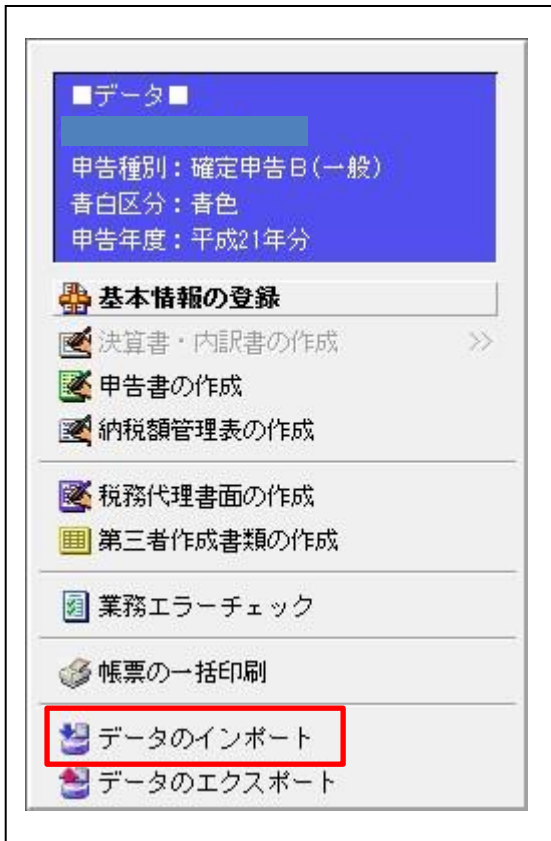 ■データ■
申告種別：確定申告B(一般)
青白区分：青色
申告年度：平成21年分
基本情報の登録
決算書・内訳書の作成 >>
申告書の作成
納税額管理表の作成
税務代理書面の作成
第三者作成書類の作成
業務エラーチェック
帳票の一括印刷
データのインポート
データのエクスポート